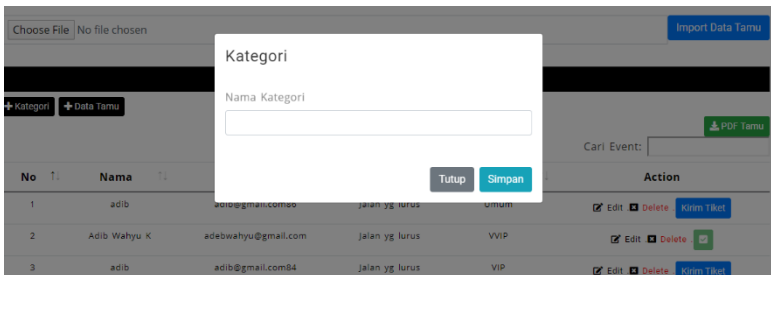 Choose File No file chosen
Import Data Tamu
Kategori
Nama Kategori
+ Kategori + Data Tamu
PDF Tamu
Cari Event:
Tutup Simpan
No Nama Action
1 adib adib@gmail.com86 Jalan yg lurus Umum Edit Delete Kirim Tiket
2 Adib Wahyu K adebwahyu@gmail.com Jalan yg lurus VVIP Edit Delete
3 adib adib@gmail.com84 Jalan yg lurus VIP Edit Delete Kirim Tiket